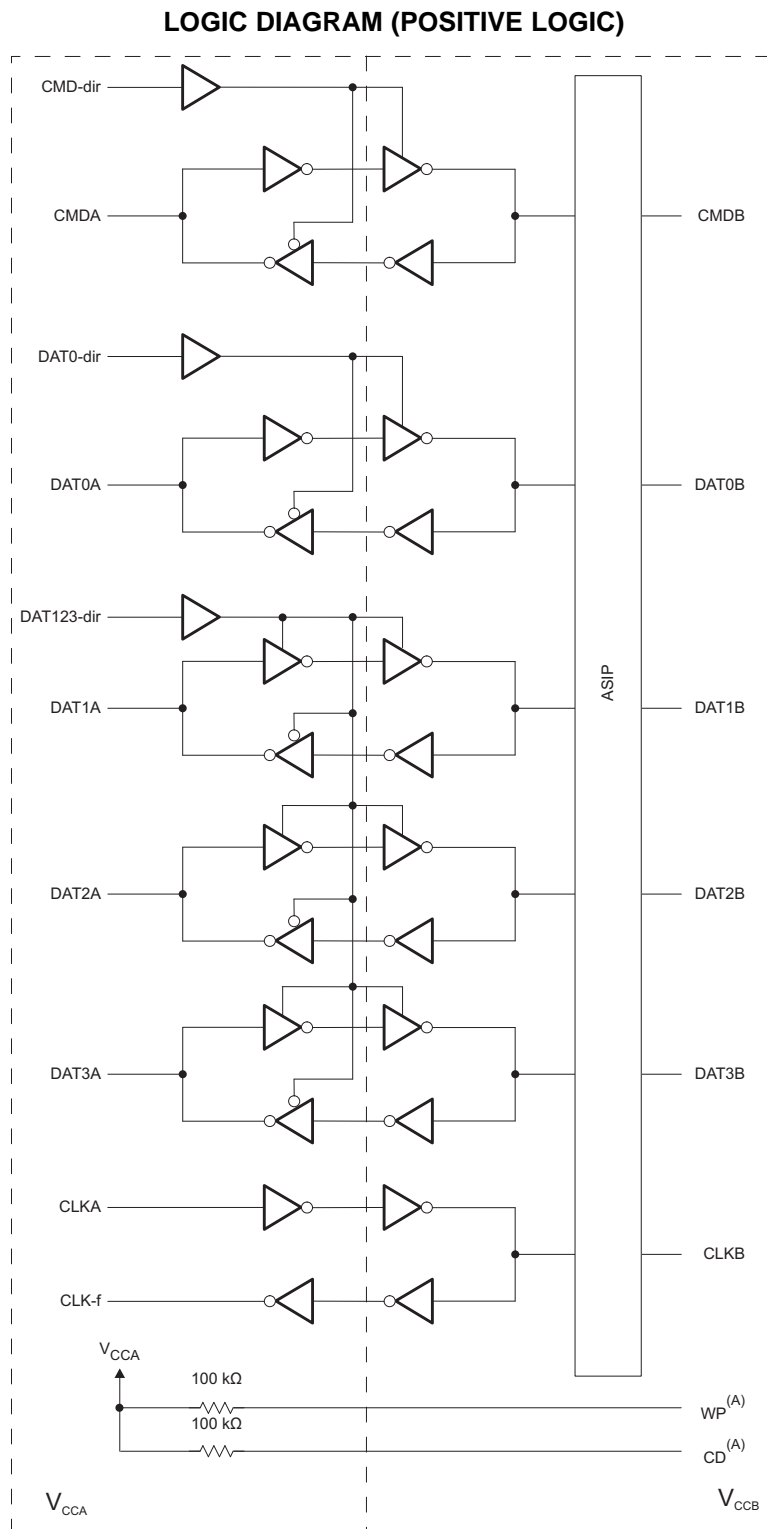 LOGIC DIAGRAM (POSITIVE LOGIC)
CMD-dir
CMDA
CMDB
DAT0-dir
DAT0A
DAT0B
DAT123-dir
ASIP
DAT1A
DAT1B
DAT2A
DAT2B
DAT3A
DAT3B
CLKA
CLKB
CLK-f
VCCA
100 kΩ
WP(A)
100 kΩ
CD(A)
VCCA
VCCB